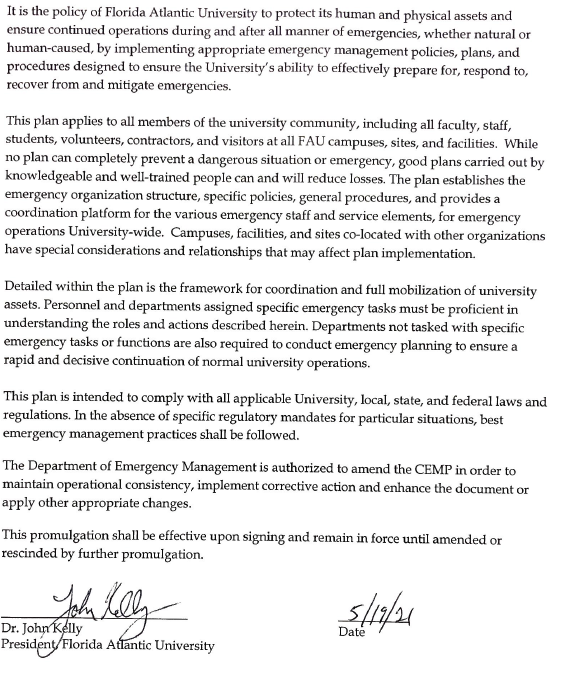 It is the policy of Florida Atlantic University to protect its human and physical assets and
ensure continued operations during and after all manner of emergencies, whether natural or
human-caused, by implementing appropriate emergency management policies, plans, and
procedures designed to ensure the University's ability to effectively prepare for, respond to,
recover from and mitigate emergencies.
This plan applies to all members of the university community, including all faculty, staff,
students, volunteers, contractors, and visitors at all FAU campuses, sites, and facilities. While
no plan can completely prevent a dangerous situation or emergency, good plans carried out by
knowledgeable and well-trained people can and will reduce losses. The plan establishes the
emergency organization structure, specific policies, general procedures, and provides a
coordination platform for the various emergency staff and service elements, for emergency
operations University-wide. Campuses, facilities, and sites co-located with other organizations
have special considerations and relationships that may affect plan implementation.
Detailed within the plan is the framework for coordination and full mobilization of university
assets. Personnel and departments assigned specific emergency tasks must be proficient in
understanding the roles and actions described herein. Departments not tasked with specific
emergency tasks or functions are also required to conduct emergency planning to ensure a
rapid and decisive continuation of normal university operations.
This plan is intended to comply with all applicable University, local, state, and federal laws and
regulations. In the absence of specific regulatory mandates for particular situations, best
emergency management practices shall be followed.
The Department of Emergency Management is authorized to amend the CEMP in order to
maintain operational consistency, implement corrective action and enhance the document or
apply other appropriate changes.
This promulgation shall be effective upon signing and remain in force until amended or
rescinded by further promulgation.
John Kelly 5/19/21
Dr. John Kelly Date
President, Florida Atlantic University